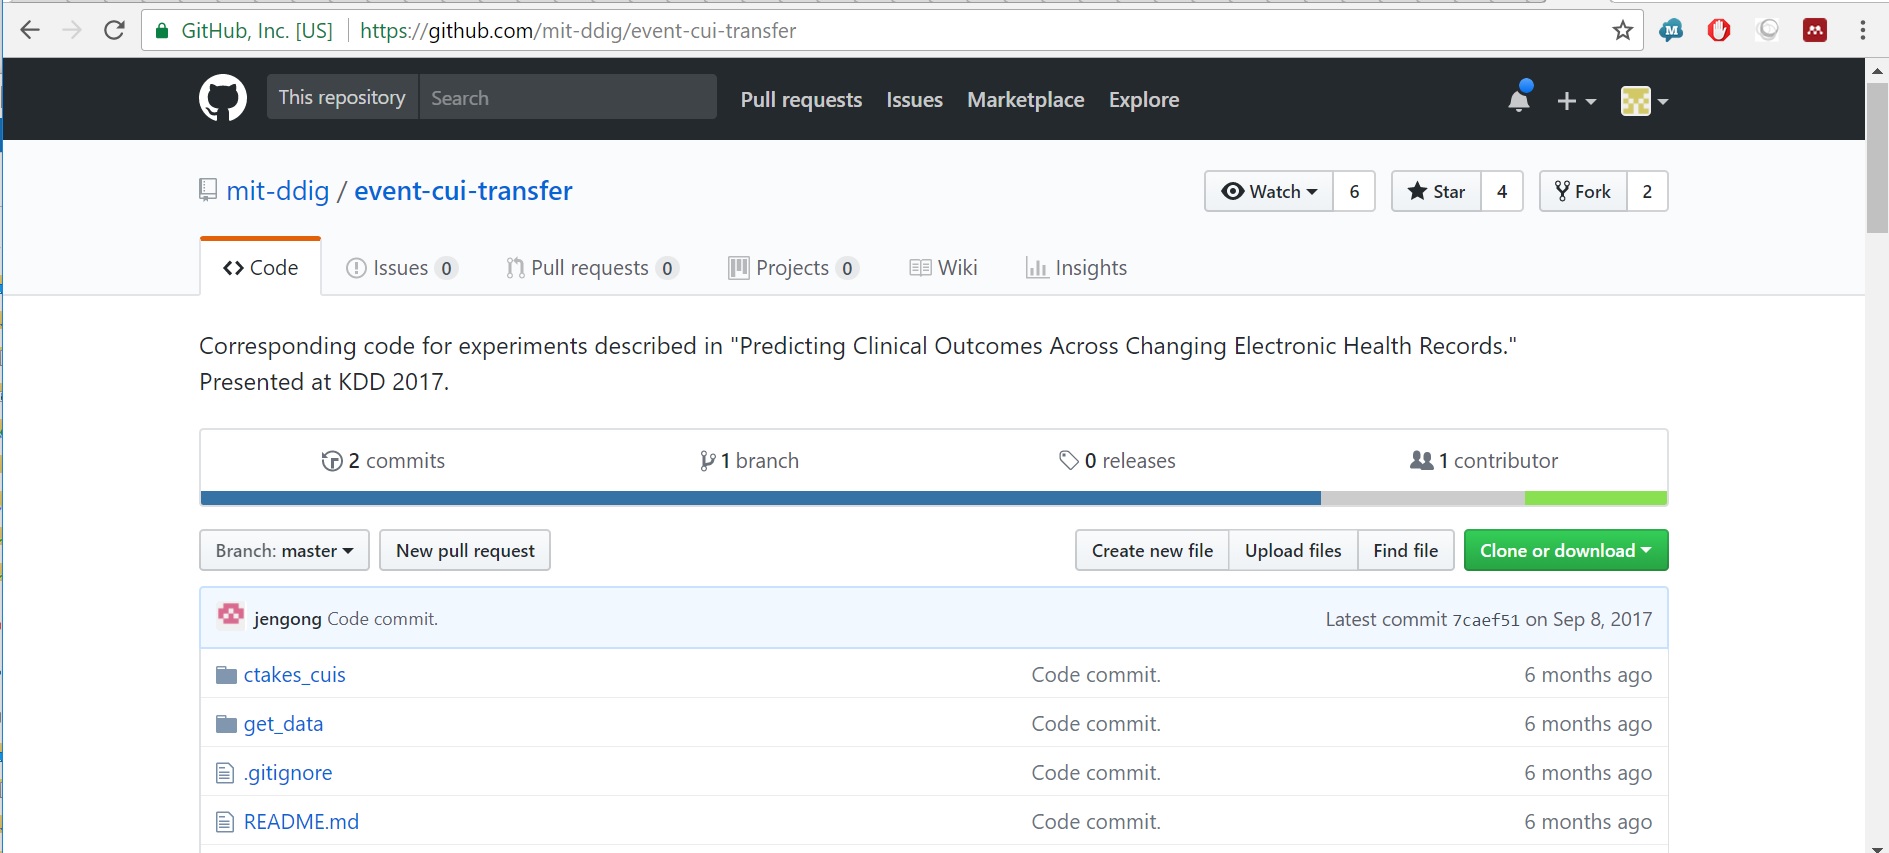 GitHub, Inc. [US] https://github.com/mit-ddig/event-cui-transfer
M
This repository Search Pull requests Issues Marketplace Explore
mit-ddig / event-cui-transfer Watch 6 Star 4 Fork 2
Code Issues 0 Pull requests 0 Projects 0 Wiki Insights
Corresponding code for experiments described in "Predicting Clinical Outcomes Across Changing Electronic Health Records."
Presented at KDD 2017.
2 commits 1 branch 0 releases 1 contributor
Branch: master New pull request Create new file Upload files Find file Clone or download
jengong Code commit. Latest commit 7caef51 on Sep 8, 2017
ctakes_cuis Code commit. 6 months ago
get_data Code commit. 6 months ago
.gitignore Code commit. 6 months ago
README.md Code commit. 6 months ago